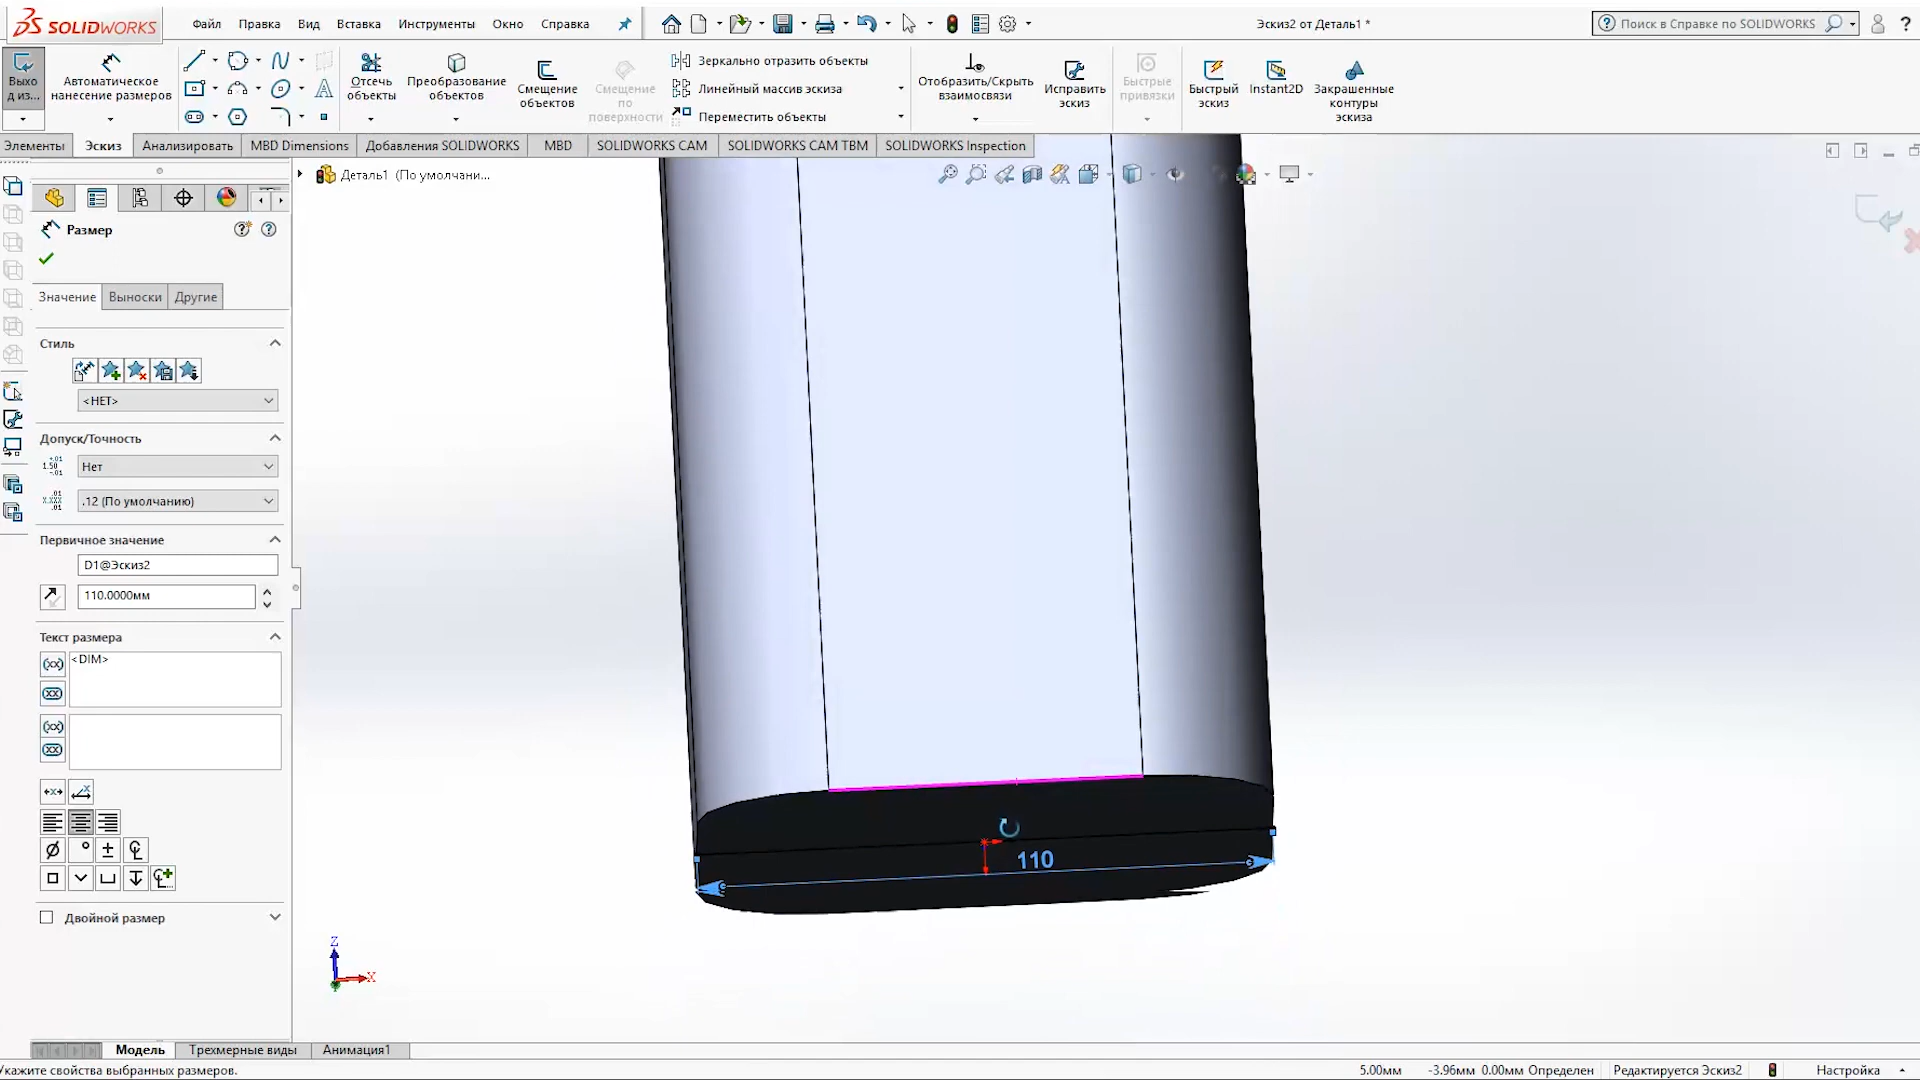 SOLIDWORKS
Файл Правка Вид Вставка Инструменты Окно Справка
Эскиз2 от Деталь1 *
Поиск в Справке по SOLIDWORKS
?
Выхо
д из...
Автоматическое
нанесение размеров
Отсечь
объекты
Преобразование
объектов
Смещение
объектов
Смещение
по
поверхности
Зеркально отразить объекты
Линейный массив эскиза
Переместить объекты
Отобразить/Скрыть
взаимосвязи
Исправить
эскиз
Быстрые
привязки
Быстрый
эскиз
Instant2D
Закрашенные
контуры
эскиза
Элементы Эскиз Анализировать MBD Dimensions Добавления SOLIDWORKS MBD SOLIDWORKS CAM SOLIDWORKS CAM TBM SOLIDWORKS Inspection
Деталь1 (По умолчани...
Размер
Значение Выноски Другие
Стиль
<НЕТ>
Допуск/Точность
Нет
.12 (По умолчанию)
Первичное значение
D1@Эскиз2
110.0000мм
Текст размера
<DIM>
Двойной размер
110
Z
X
Модель Трехмерные виды Анимация1
Укажите свойства выбранных размеров.
5.00мм -3.96мм 0.00мм Определен Редактируется Эскиз2 Настройка